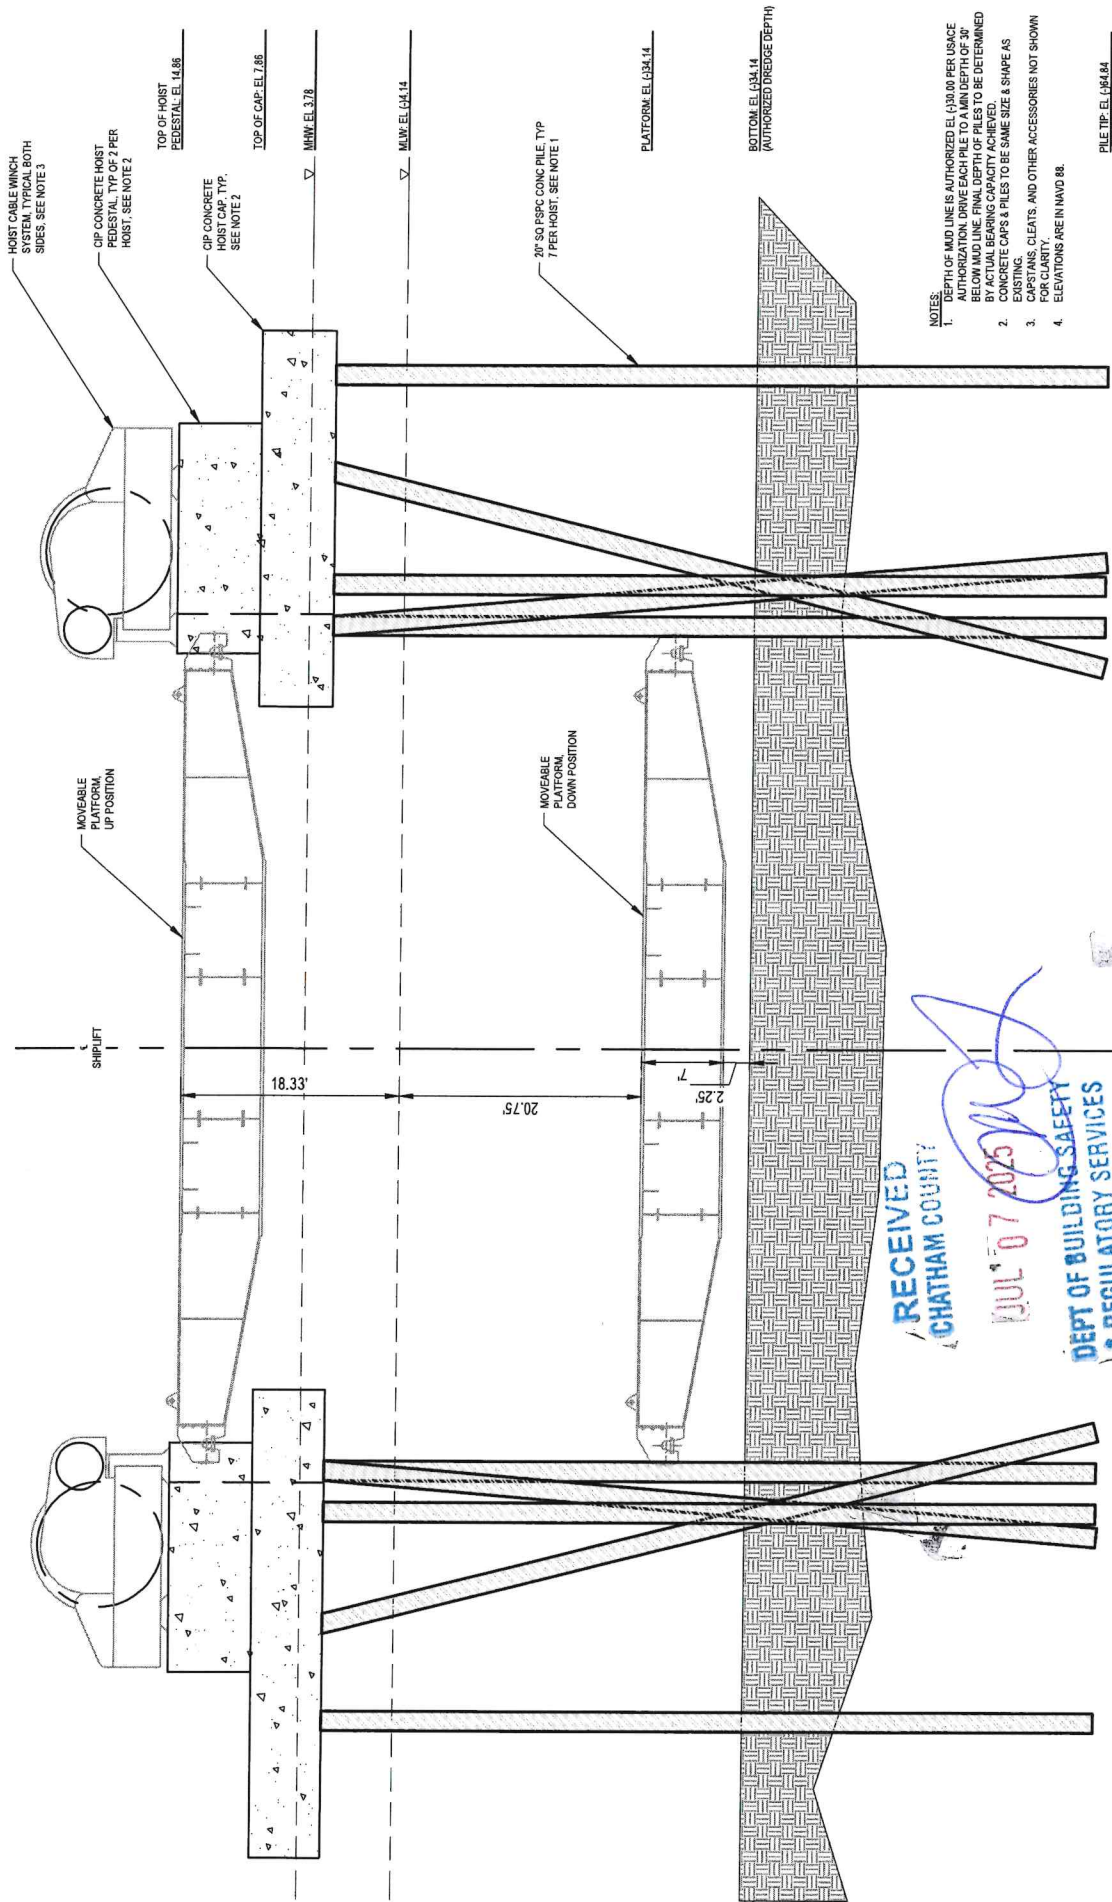 HOIST CABLE WINCH
SYSTEM, TYPICAL BOTH
SIDES, SEE NOTE 3
CIP CONCRETE HOIST
PEDESTAL, TYP OF 2 PER
HOIST, SEE NOTE 2
TOP OF HOIST
PEDESTAL: EL 14.86
CIP CONCRETE
HOIST CAP, TYP.
SEE NOTE 2
TOP OF CAP: EL 7.86
MHW: EL 3.78
MLW: EL (-)4.14
MOVEABLE
PLATFORM,
UP POSITION
SHIPLIFT
18.33'
20.75'
7'
2.25'
MOVEABLE
PLATFORM,
DOWN POSITION
20" SQ PSPC CONC PILE, TYP
7 PER HOIST, SEE NOTE 1
PLATFORM: EL (-)34.14
BOTTOM: EL (-)34.14
(AUTHORIZED DREDGE DEPTH)
NOTES:
1. DEPTH OF MUD LINE IS AUTHORIZED EL (-)30.00 PER USACE
AUTHORIZATION. DRIVE EACH PILE TO A MIN DEPTH OF 30'
BELOW MUD LINE. FINAL DEPTH OF PILES TO BE DETERMINED
BY ACTUAL BEARING CAPACITY ACHIEVED.
2. CONCRETE CAPS & PILES TO BE SAME SIZE & SHAPE AS
EXISTING.
3. CAPSTANS, CLEATS, AND OTHER ACCESSORIES NOT SHOWN
FOR CLARITY.
4. ELEVATIONS ARE IN NAVD 88.
PILE TIP: EL (-)64.84
RECEIVED
CHATHAM COUNTY
JUL 07 2025
DEPT OF BUILDING SAFETY
• REGULATORY SERVICES